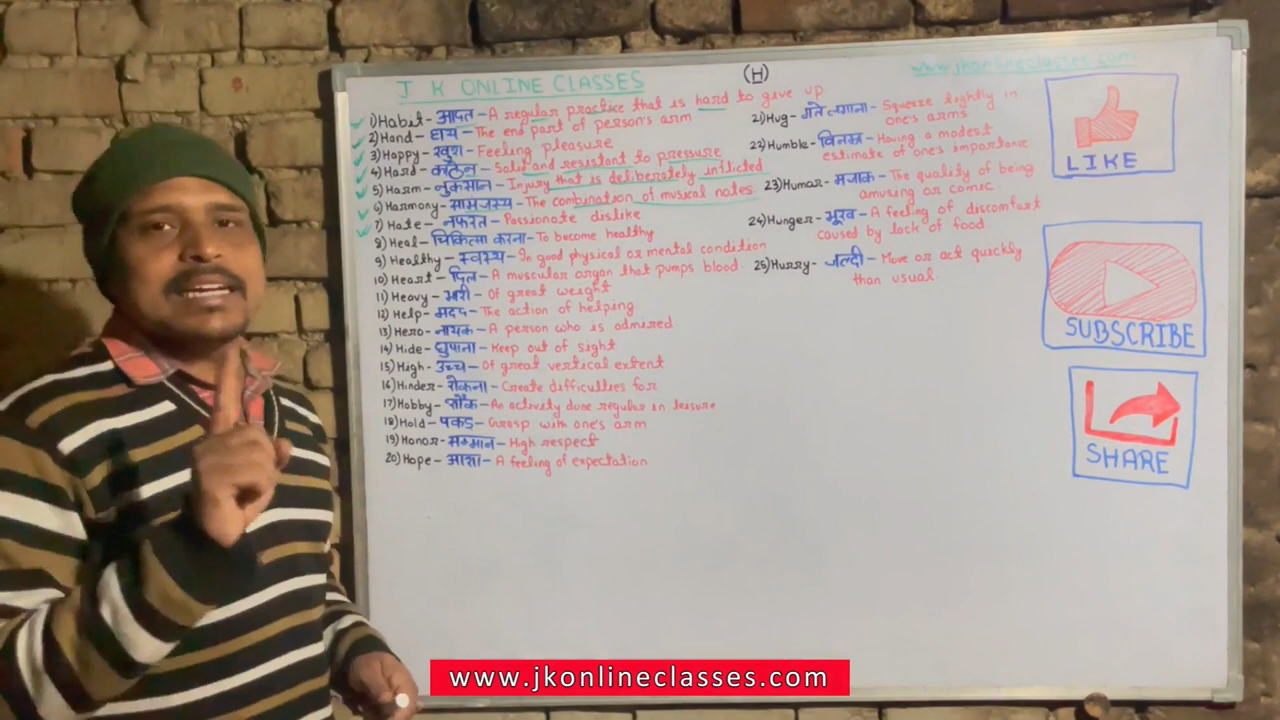 J K ONLINE CLASSES
(H)
www.jkonlineclasses.com
1) Habit - आदत - A regular practice that is hard to give up
2) Hand - हाथ - The end part of person's arm
3) Happy - खुश - Feeling pleasure
4) Hard - कठिन - Solid and resistant to pressure
5) Harm - नुकसान - Injury that is deliberately inflicted
6) Harmony - सामजस्य - The combination of musical notes
7) Hate - नफरत - Passionate dislike
8) Heal - चिकित्सा करना - To become healthy
9) Healthy - स्वस्थ्य - In good physical or mental condition
10) Heart - दिल - A muscular organ that pumps blood
11) Heavy - भारी - Of great weight
12) Help - मदद - The action of helping
13) Hero - नायक - A person who is admired
14) Hide - छुपाना - Keep out of sight
15) High - उच्च - Of great vertical extent
16) Hinder - रोकना - Create difficulties for
17) Hobby - शौक - An activity done regular in leisure
18) Hold - पकड - Grasp with one's arm
19) Honor - सम्मान - High respect
20) Hope - आशा - A feeling of expectation
21) Hug - गले लगाना - Squeeze tightly in
one's arms
22) Humble - विनम्र - Having a modest
estimate of one's importance
23) Humar - मजाक - The quality of being
amusing or comic
24) Hunger - भूख - A feeling of discomfort
caused by lack of food
25) Hurry - जल्दी - Move or act quickly
than usual
LIKE
SUBSCRIBE
SHARE
www.jkonlineclasses.com